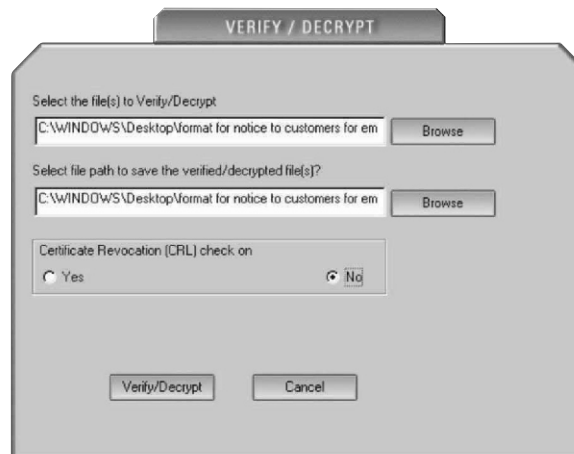 VERIFY / DECRYPT
Select the file(s) to Verify/Decrypt
C:\WINDOWS\Desktop\format for notice to customers for em
Browse
Select file path to save the verified/decrypted file(s)?
C:\WINDOWS\Desktop\format for notice to customers for em
Browse
Certificate Revocation (CRL) check on
Yes
No
Verify/Decrypt
Cancel